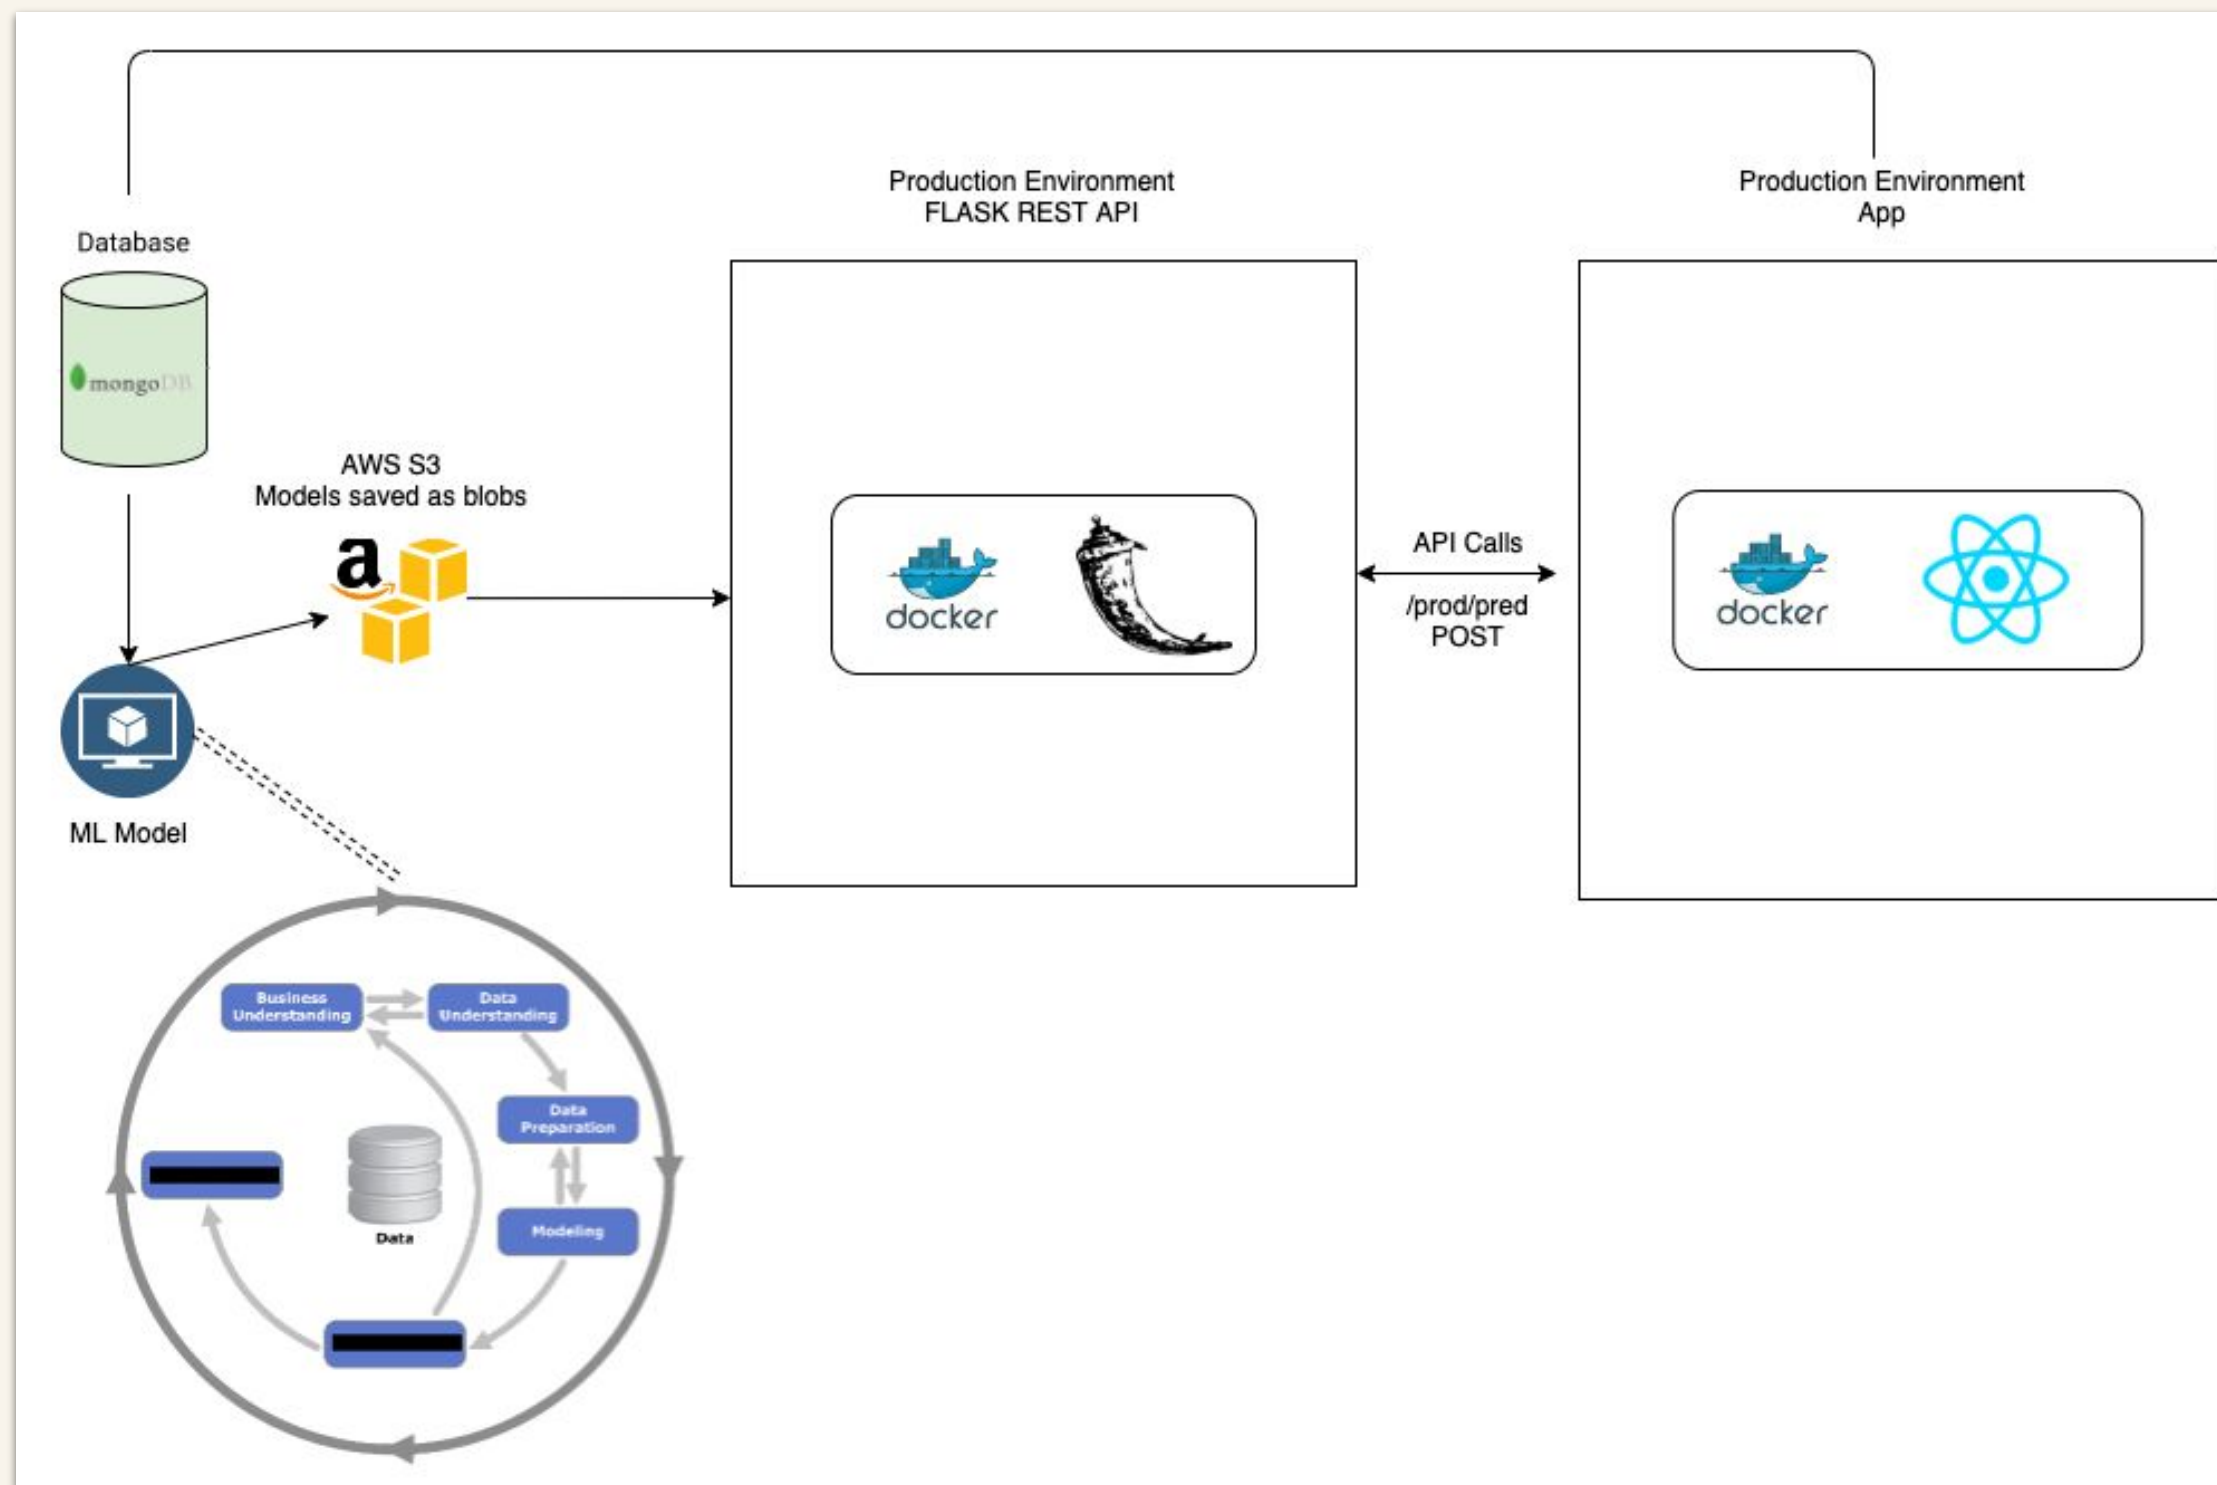 Production Environment
FLASK REST API
Production Environment
App
Database
mongoDB
AWS S3
Models saved as blobs
a
docker
API Calls
/prod/pred
POST
docker
ML Model
Business
Understanding
Data
Understanding
Data
Preparation
Modeling
Data